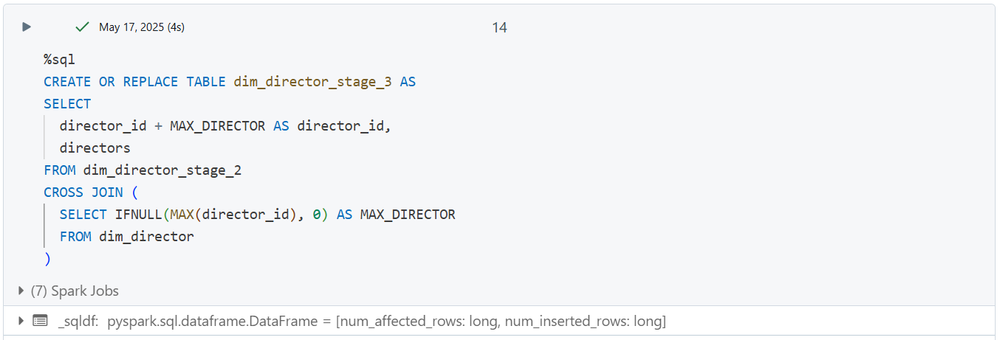 May 17, 2025 (4s)
14
%sql
CREATE OR REPLACE TABLE dim_director_stage_3 AS
SELECT
director_id + MAX_DIRECTOR AS director_id,
directors
FROM dim_director_stage_2
CROSS JOIN (
SELECT IFNULL(MAX(director_id), 0) AS MAX_DIRECTOR
FROM dim_director
)
(7) Spark Jobs
_sqldf: pyspark.sql.dataframe.DataFrame = [num_affected_rows: long, num_inserted_rows: long]